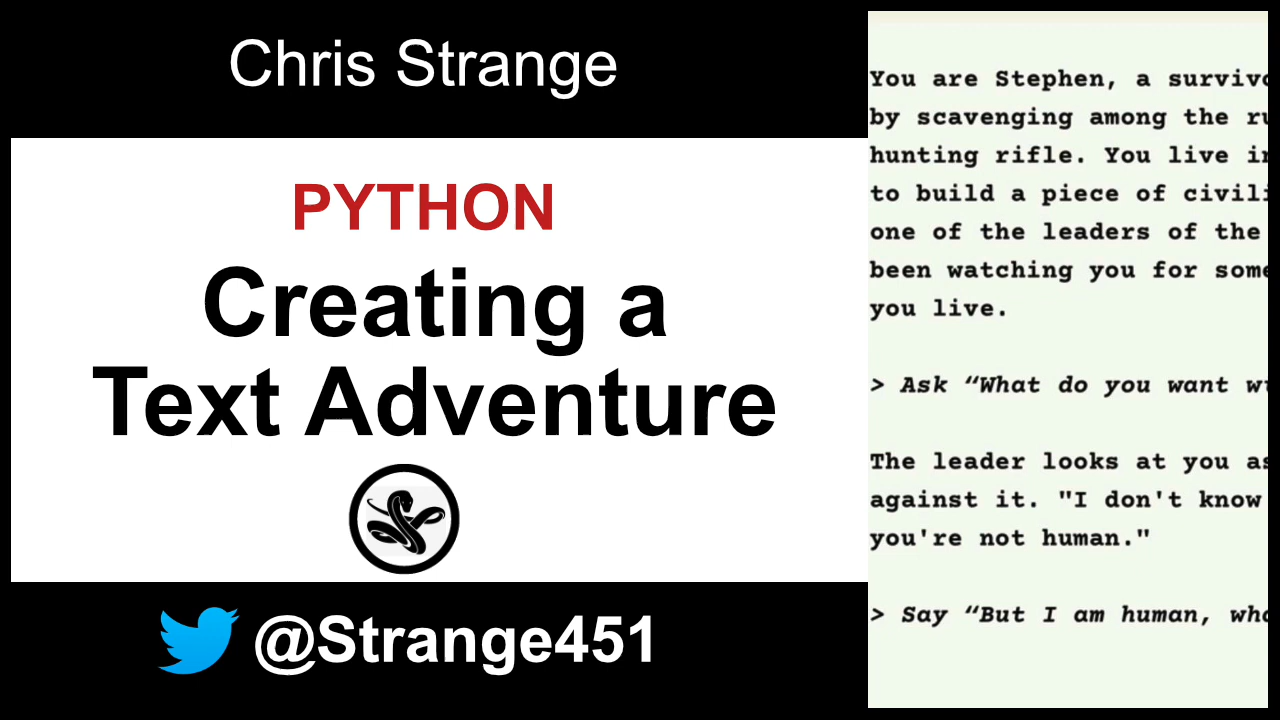 Chris Strange
PYTHON
Creating a
Text Adventure
@Strange451
You are Stephen, a
by scavenging among the
hunting rifle. You live
to build a piece of
one of the leaders of the
been watching you for
you live.
> Ask “What do you want
The leader looks at you
against it. "I don't know
you're not human."
> Say “But I am human,